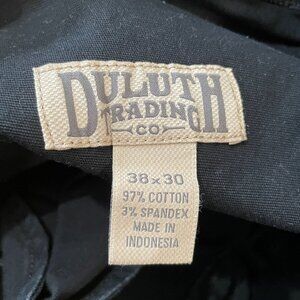 DULUTH
TRADING
CO
38x30
97% COTTON
3% SPANDEX
MADE IN
INDONESIA